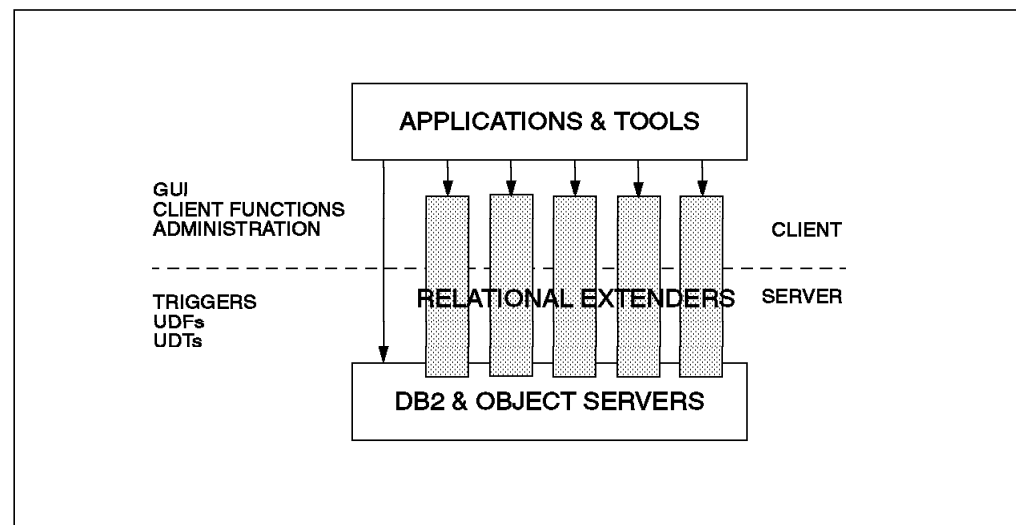 APPLICATIONS & TOOLS
GUI
CLIENT FUNCTIONS
ADMINISTRATION
CLIENT
TRIGGERS
UDFs
UDTs
RELATIONAL EXTENDERS
SERVER
DB2 & OBJECT SERVERS